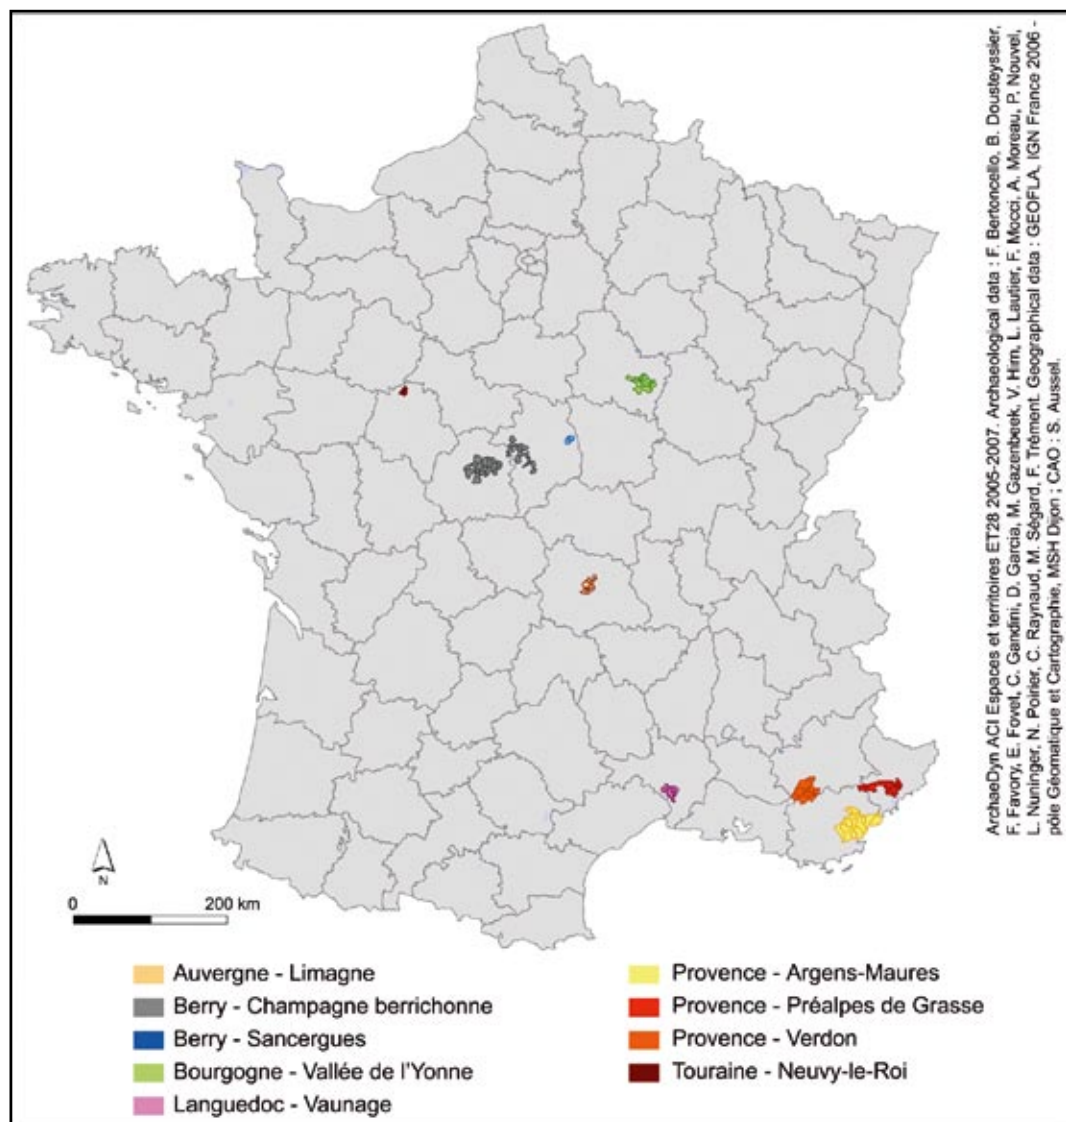 ArchaeDyn ACI Espaces et territoires ET28 2005-2007. Archaeological data : F. Bertoncello, B. Dousteyssier,
F. Favory, E. Fovet, C. Gandini, D. Garcia, M. Gazenbeek, V. Hirn, L. Lautier, F. Mocci, A. Moreau, P. Nouvel,
L. Nuninger, N. Poirier, C. Raynaud, M. Ségard, F. Trément. Geographical data : GEOFLA, IGN France 2006 -
pôle Géomatique et Cartographie, MSH Dijon ; CAO : S. Aussel.
N
0 200 km
Auvergne - Limagne
Berry - Champagne berrichonne
Berry - Sancergues
Bourgogne - Vallée de l'Yonne
Languedoc - Vaunage
Provence - Argens-Maures
Provence - Préalpes de Grasse
Provence - Verdon
Touraine - Neuvy-le-Roi